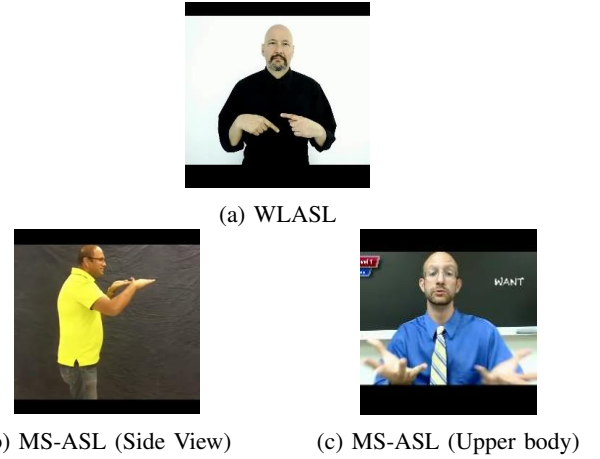 (a) WLASL
WANT
) MS-ASL (Side View)
(c) MS-ASL (Upper body)